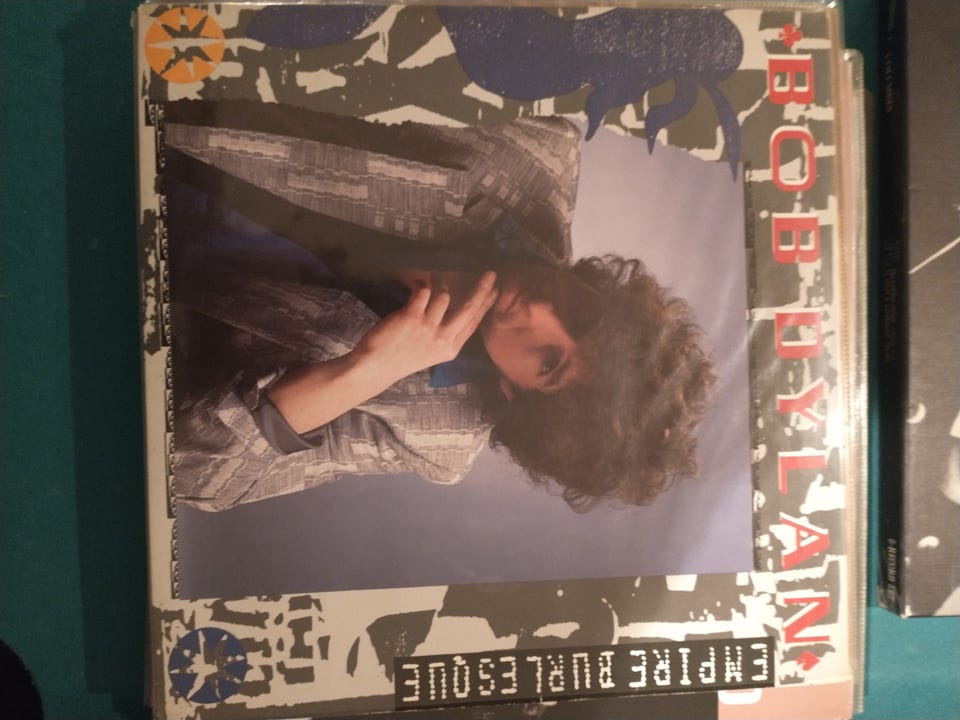 ♣BOB DYLAN♠
EMPIRE BURLESQUE